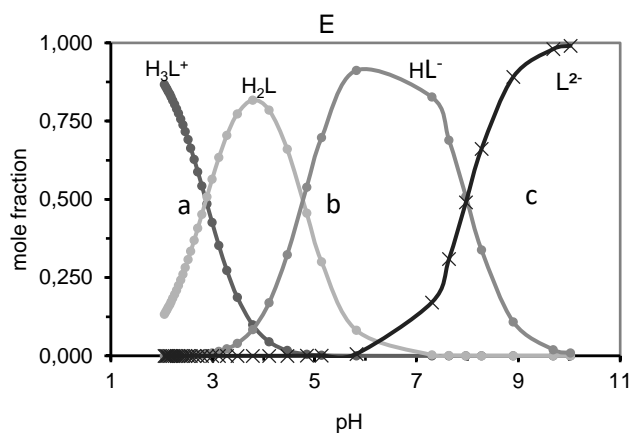 E
1,000
0,750
0,500
0,250
0,000
mole fraction
H₃L⁺
H₂L
HL⁻
L²⁻
a
b
c
1 3 5 7 9 11
pH